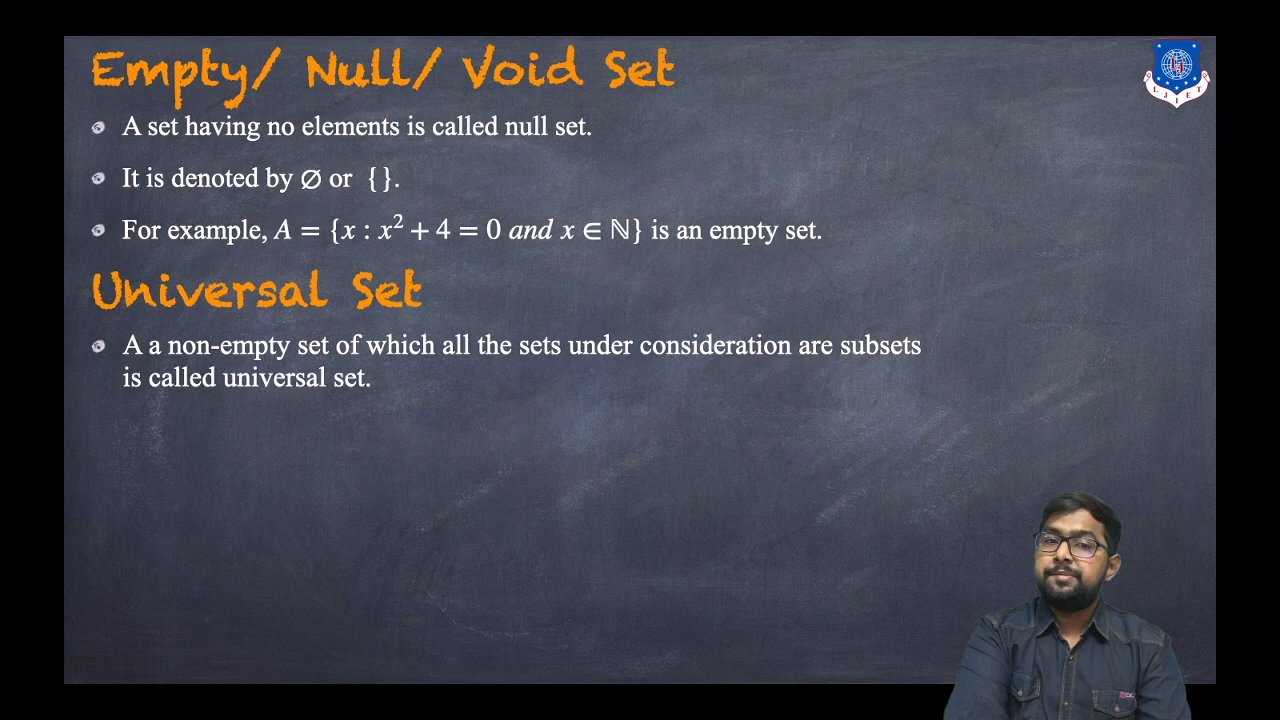 Empty/ Null/ Void Set
A set having no elements is called null set.
It is denoted by ∅ or { }.
For example, A = {x : x² + 4 = 0 and x ∈ ℕ} is an empty set.
Universal Set
A a non-empty set of which all the sets under consideration are subsets
is called universal set.
L J I E T